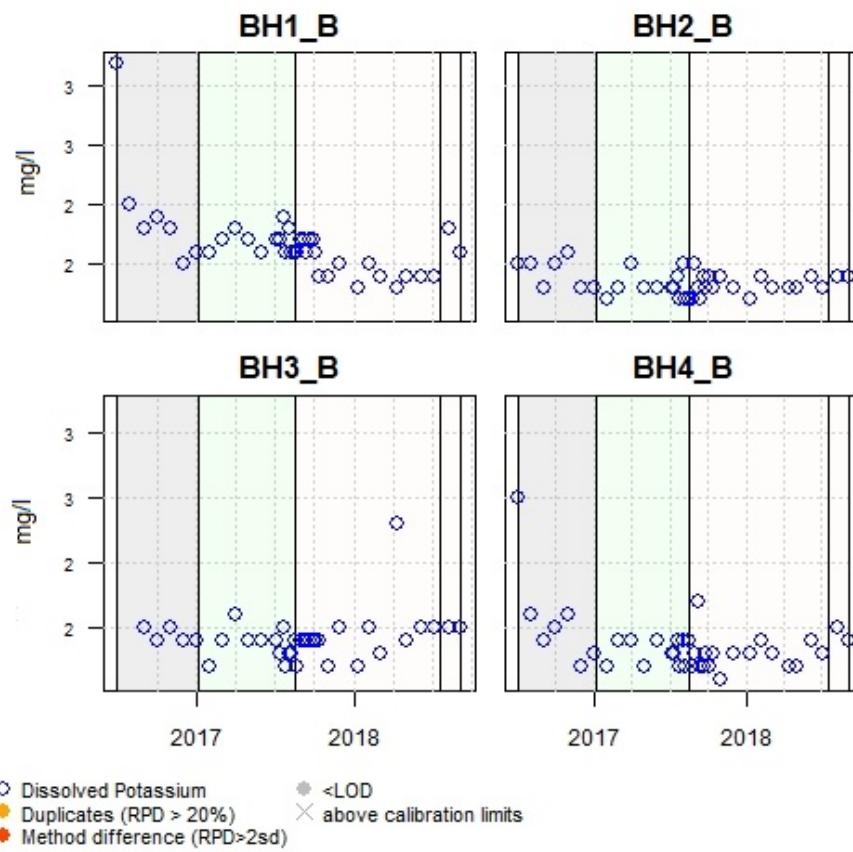 BH1_B
BH2_B
mg/l
3
3
2
2
BH3_B
BH4_B
mg/l
3
3
2
2
2017
2018
2017
2018
Dissolved Potassium
<LOD
Duplicates (RPD > 20%)
above calibration limits
Method difference (RPD>2sd)